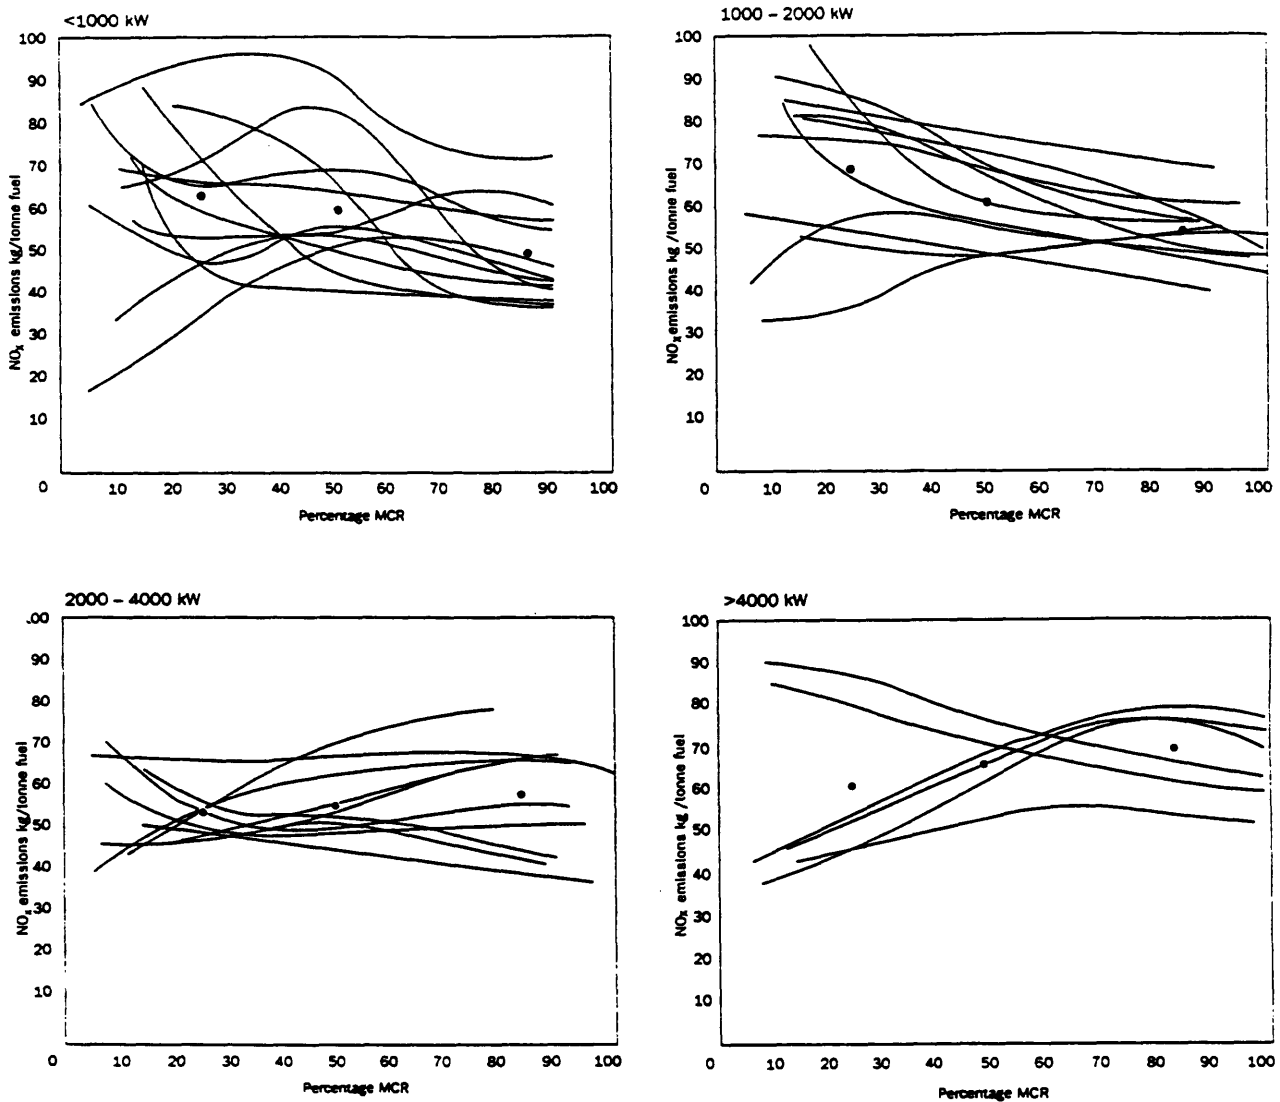 <1000 kW
100
90
80
70
60
50
40
30
20
10
NOx emissions kg/tonne fuel
0 10 20 30 40 50 60 70 80 90 100
Percentage MCR
1000 – 2000 kW
100
90
80
70
60
50
40
30
20
10
NOx emissions kg /tonne fuel
0 10 20 30 40 50 60 70 80 90 100
Percentage MCR
2000 – 4000 kW
.00
90
80
70
60
50
40
30
20
10
NOx emissions kg/tonne fuel
0 10 20 30 40 50 60 70 80 90 100
Percentage MCR
>4000 kW
100
90
80
70
60
50
40
30
20
10
NOx emissions kg /tonne fuel
0 10 20 30 40 50 60 70 80 90 100
Percentage MCR